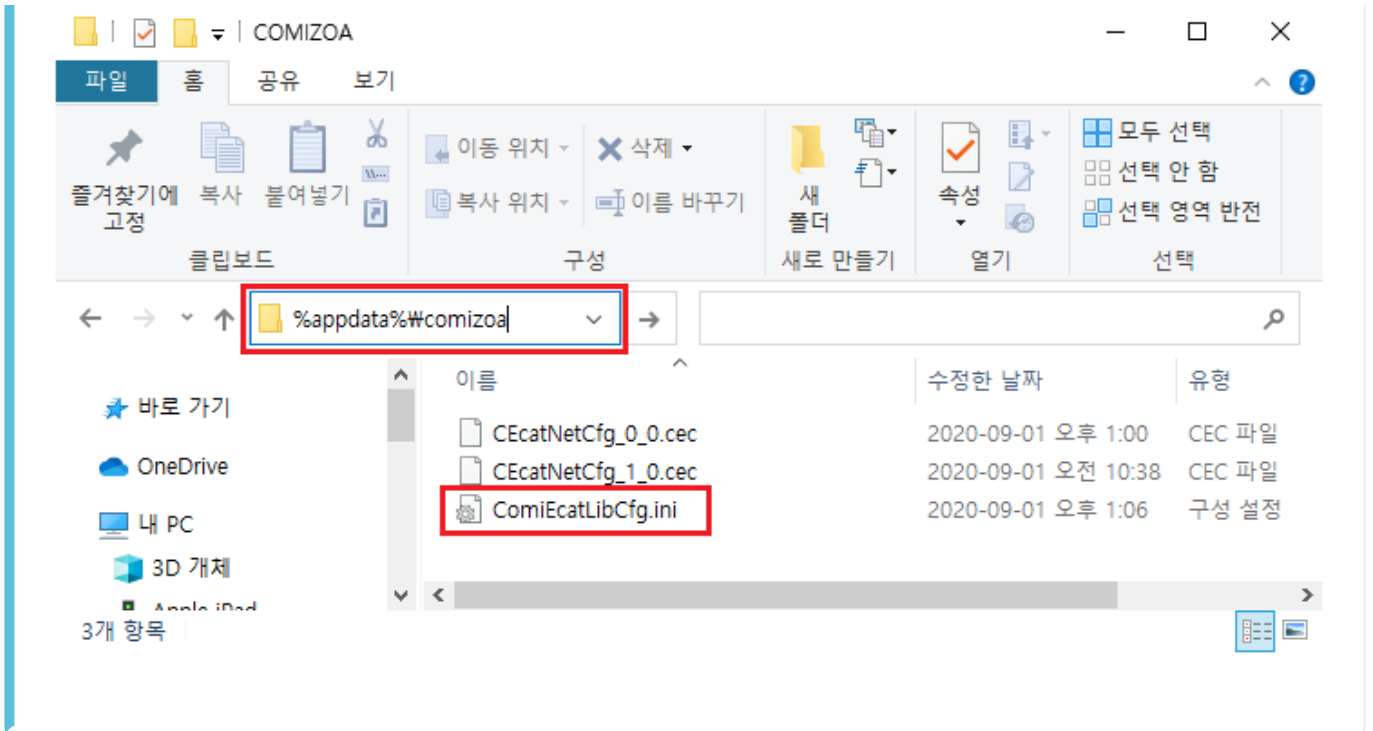 COMIZOA
파일 홈 공유 보기
즐겨찾기에 고정
복사
붙여넣기
이동 위치
복사 위치
삭제
이름 바꾸기
새 폴더
속성
모두 선택
선택 안 함
선택 영역 반전
클립보드 구성 새로 만들기 열기 선택
%appdata%₩comizoa
이름 수정한 날짜 유형
바로 가기
OneDrive
내 PC
3D 개체
Apple iPad
CEcatNetCfg_0_0.cec 2020-09-01 오후 1:00 CEC 파일
CEcatNetCfg_1_0.cec 2020-09-01 오전 10:38 CEC 파일
ComiEcatLibCfg.ini 2020-09-01 오후 1:06 구성 설정
3개 항목